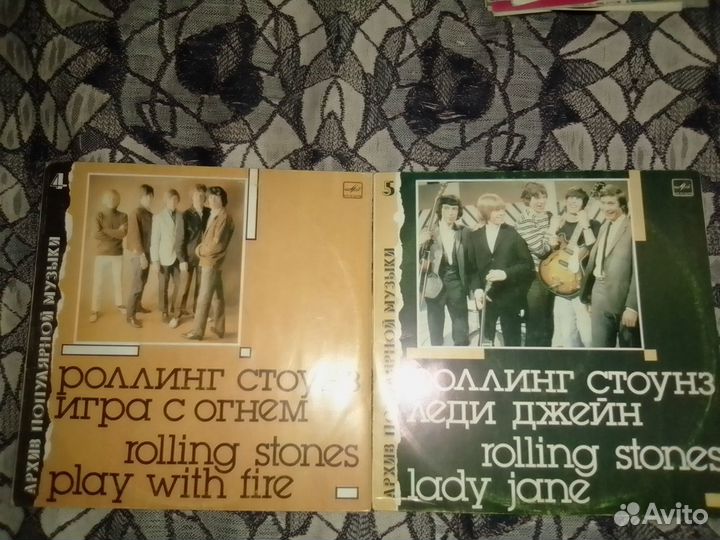 4
АРХИВ ПОПУЛЯРНОЙ МУЗЫКИ
РОЛЛИНГ СТОУНЗ
ИГРА С ОГНЕМ
rolling stones
play with fire
5
АРХИВ ПОПУЛЯРНОЙ МУЗЫКИ
РОЛЛИНГ СТОУНЗ
ЛЕДИ ДЖЕЙН
rolling stones
lady jane
Avito